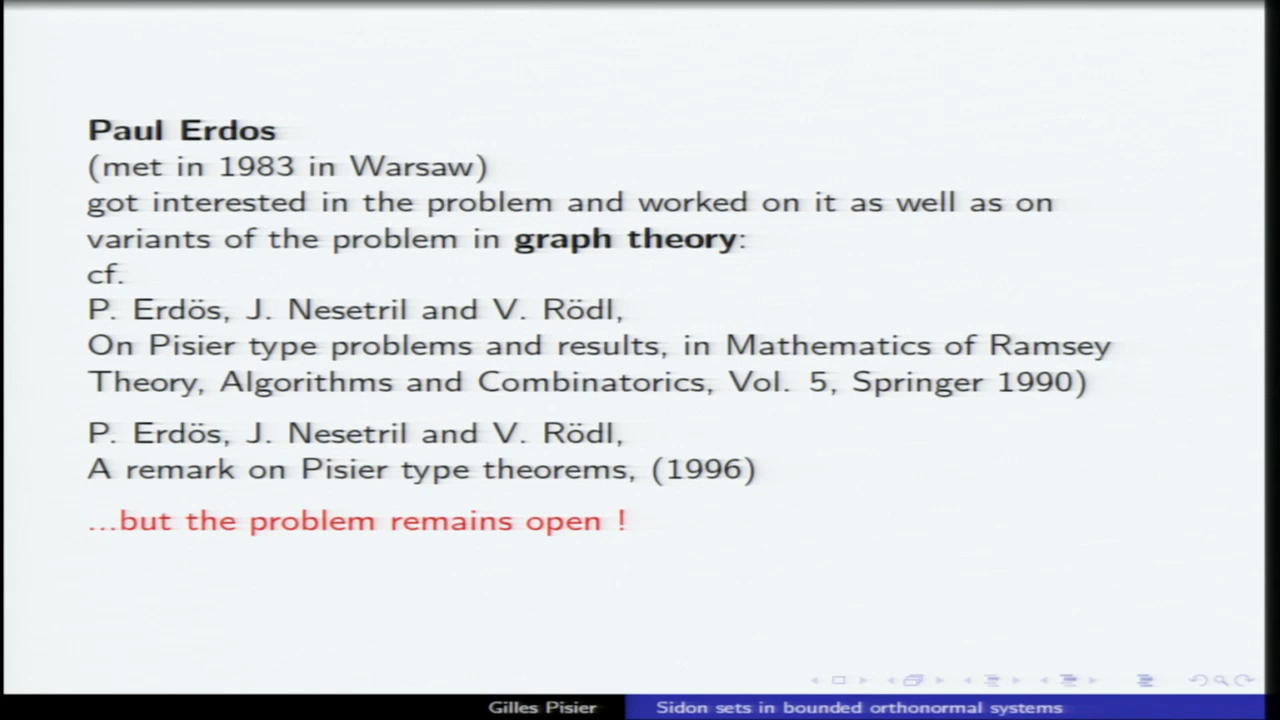 Paul Erdos
(met in 1983 in Warsaw)
got interested in the problem and worked on it as well as on
variants of the problem in graph theory:
cf.
P. Erdös, J. Nesetril and V. Rödl,
On Pisier type problems and results, in Mathematics of Ramsey
Theory, Algorithms and Combinatorics, Vol. 5, Springer 1990)
P. Erdös, J. Nesetril and V. Rödl,
A remark on Pisier type theorems, (1996)
...but the problem remains open !
Gilles Pisier
Sidon sets in bounded orthonormal systems